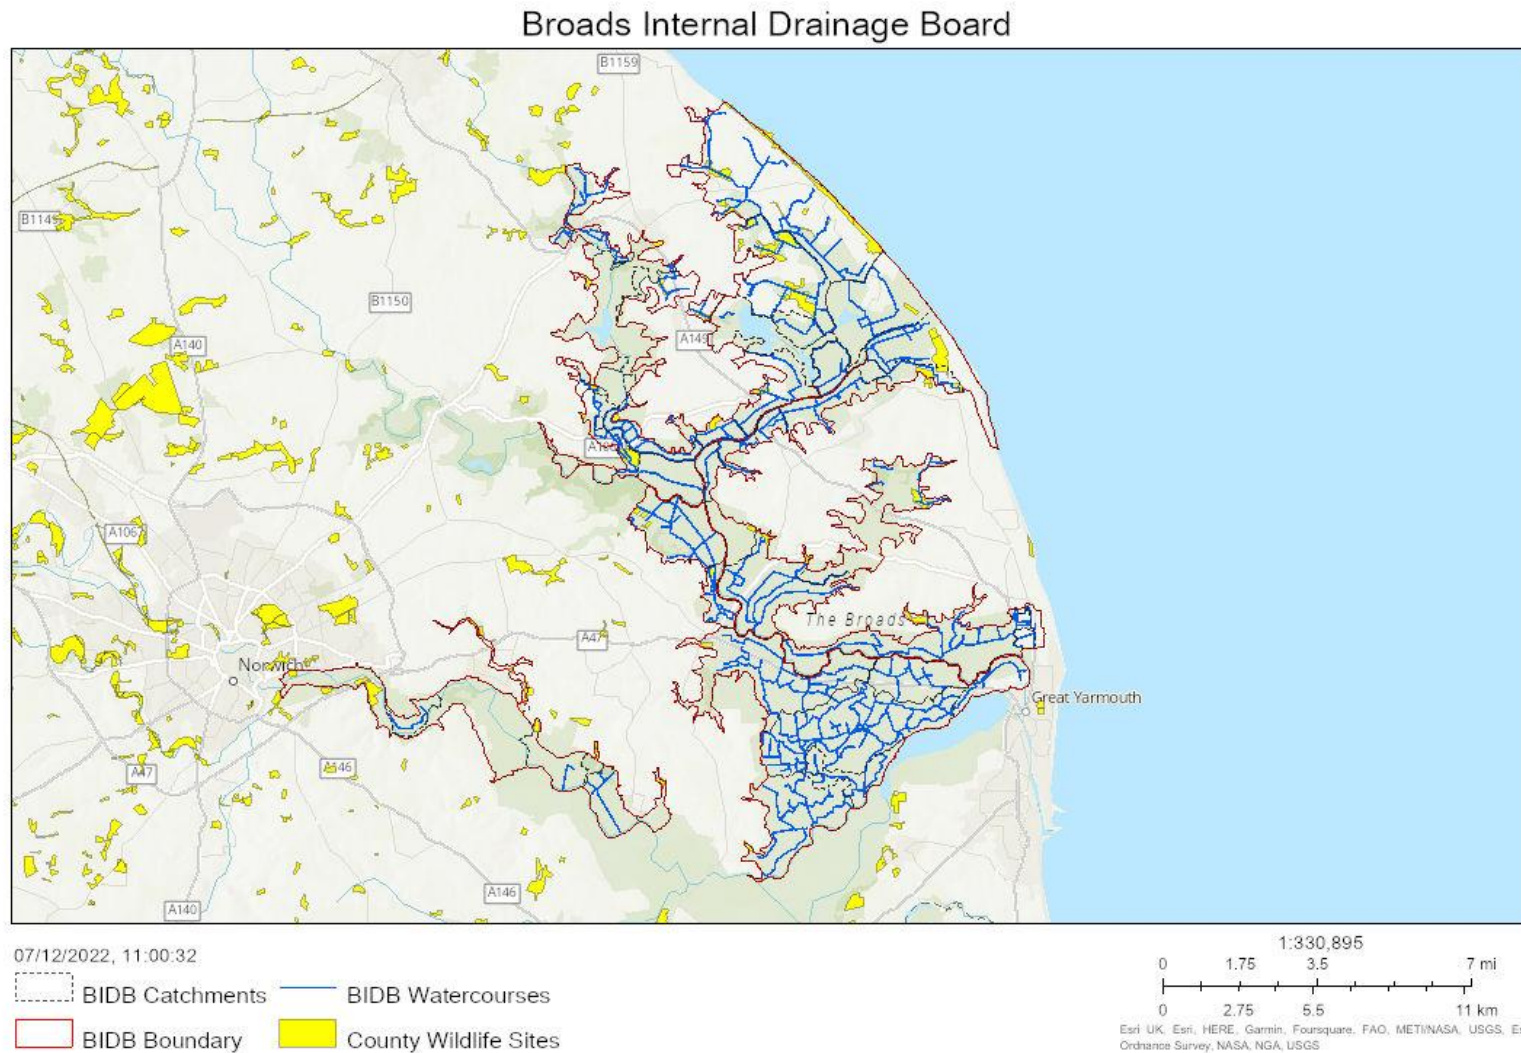 Broads Internal Drainage Board
B1159
B1149
B1150
A140
A149
A1067
The Broads
A47
Norwich
Great Yarmouth
A47
A146
A146
A140
07/12/2022, 11:00:32
BIDB Catchments
BIDB Watercourses
BIDB Boundary
County Wildlife Sites
1:330,895
0 1.75 3.5 7 mi
0 2.75 5.5 11 km
Esri UK, Esri, HERE, Garmin, Foursquare, FAO, METI/NASA, USGS,
Ordnance Survey, NASA, NGA, USGS